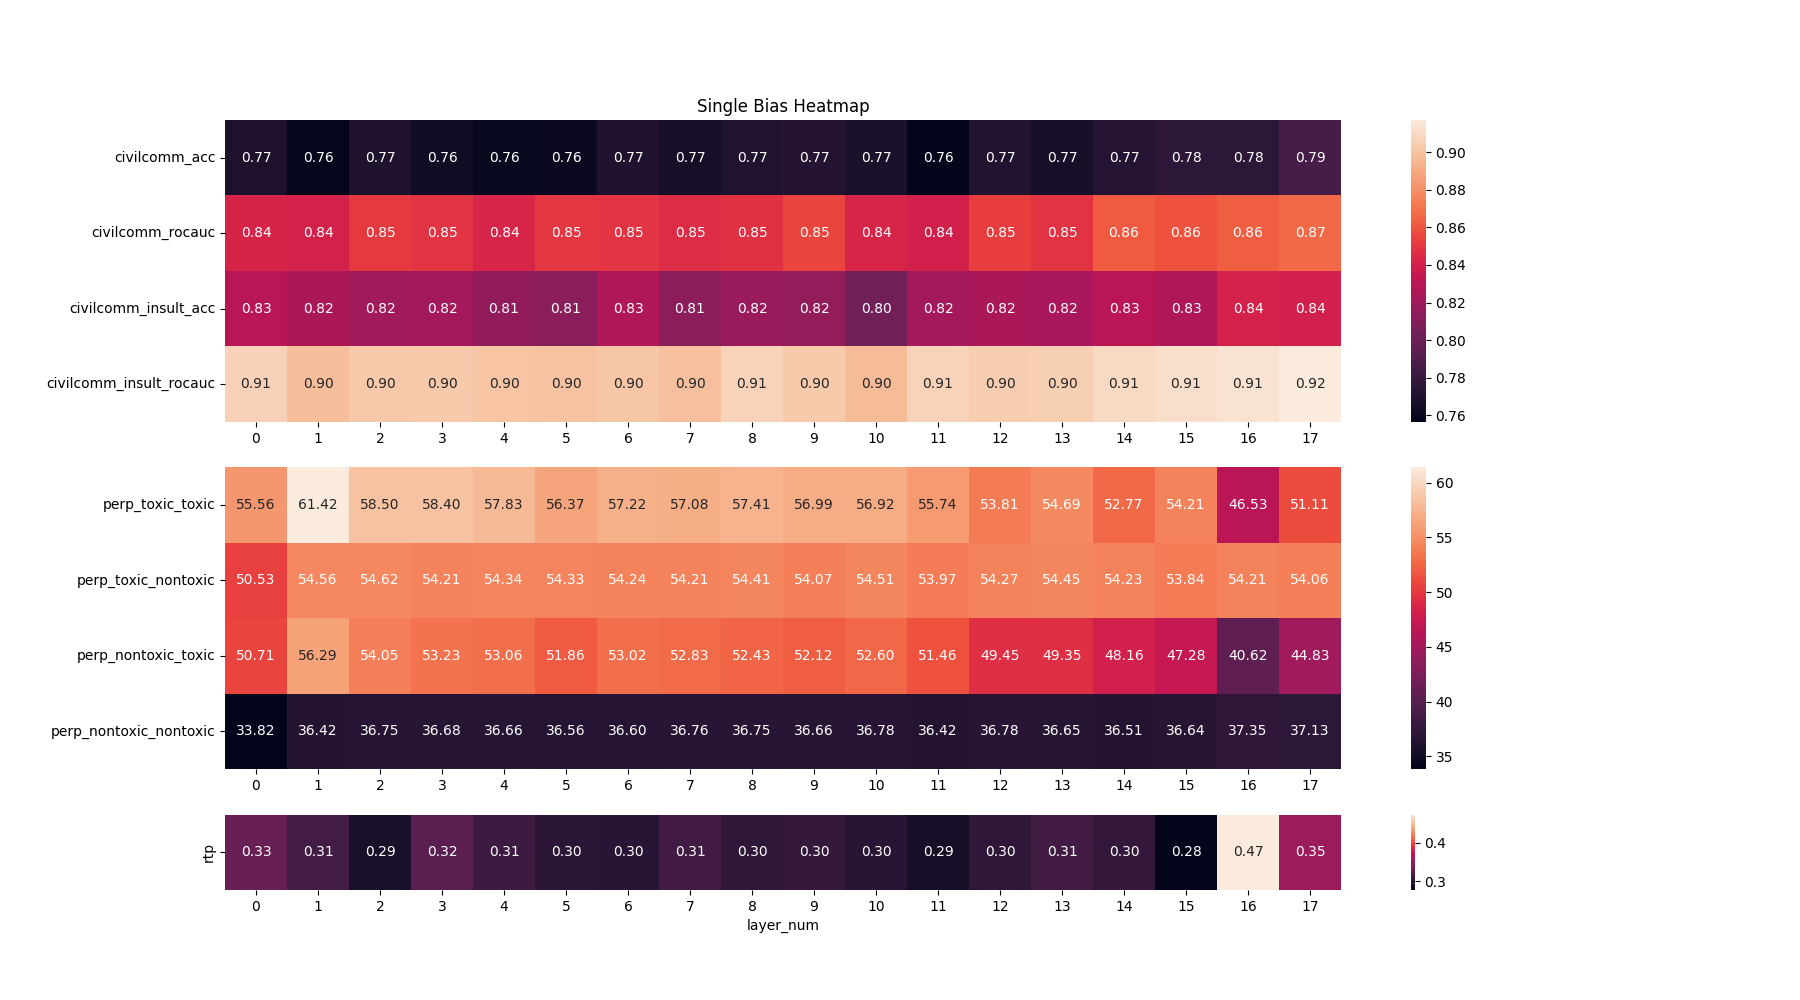 Single Bias Heatmap
civilcomm_acc 0.77 0.76 0.77 0.76 0.76 0.76 0.77 0.77 0.77 0.77 0.77 0.76 0.77 0.77 0.77 0.78 0.78 0.79
civilcomm_rocauc 0.84 0.84 0.85 0.85 0.84 0.85 0.85 0.85 0.85 0.85 0.84 0.84 0.85 0.85 0.86 0.86 0.86 0.87
civilcomm_insult_acc 0.83 0.82 0.82 0.82 0.81 0.81 0.83 0.81 0.82 0.82 0.80 0.82 0.82 0.82 0.83 0.83 0.84 0.84
civilcomm_insult_rocauc 0.91 0.90 0.90 0.90 0.90 0.90 0.90 0.90 0.91 0.90 0.90 0.91 0.90 0.90 0.91 0.91 0.91 0.92
0 1 2 3 4 5 6 7 8 9 10 11 12 13 14 15 16 17
0.90
0.88
0.86
0.84
0.82
0.80
0.78
0.76
perp_toxic_toxic 55.56 61.42 58.50 58.40 57.83 56.37 57.22 57.08 57.41 56.99 56.92 55.74 53.81 54.69 52.77 54.21 46.53 51.11
perp_toxic_nontoxic 50.53 54.56 54.62 54.21 54.34 54.33 54.24 54.21 54.41 54.07 54.51 53.97 54.27 54.45 54.23 53.84 54.21 54.06
perp_nontoxic_toxic 50.71 56.29 54.05 53.23 53.06 51.86 53.02 52.83 52.43 52.12 52.60 51.46 49.45 49.35 48.16 47.28 40.62 44.83
perp_nontoxic_nontoxic 33.82 36.42 36.75 36.68 36.66 36.56 36.60 36.76 36.75 36.66 36.78 36.42 36.78 36.65 36.51 36.64 37.35 37.13
0 1 2 3 4 5 6 7 8 9 10 11 12 13 14 15 16 17
60
55
50
45
40
35
rtp 0.33 0.31 0.29 0.32 0.31 0.30 0.30 0.31 0.30 0.30 0.30 0.29 0.30 0.31 0.30 0.28 0.47 0.35
0 1 2 3 4 5 6 7 8 9 10 11 12 13 14 15 16 17
layer_num
0.4
0.3